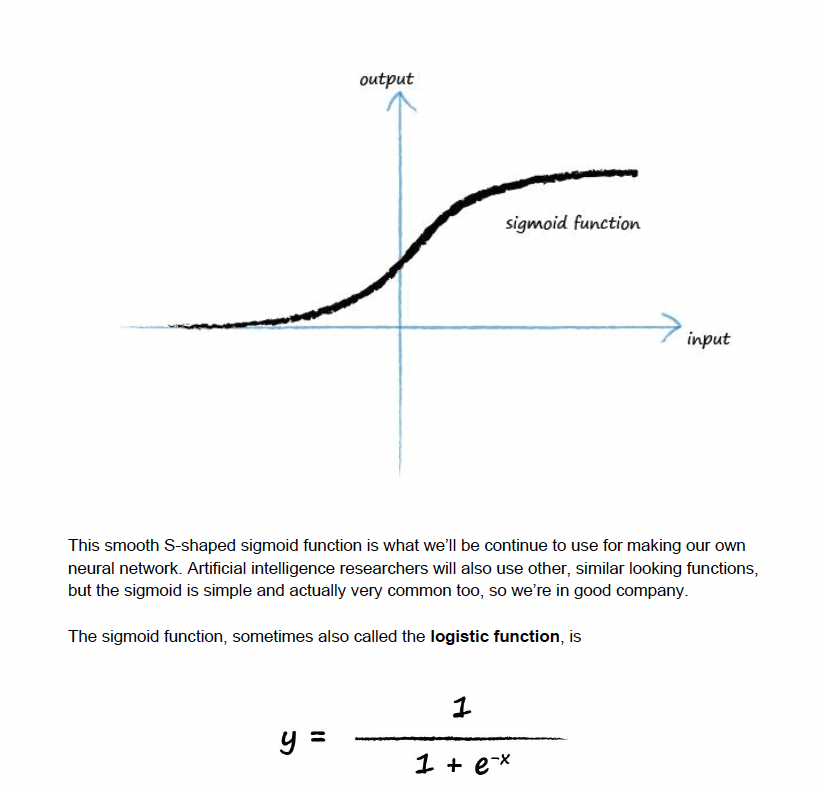 output
sigmoid function
input
This smooth S-shaped sigmoid function is what we’ll be continue to use for making our own
neural network. Artificial intelligence researchers will also use other, similar looking functions,
but the sigmoid is simple and actually very common too, so we’re in good company.
The sigmoid function, sometimes also called the logistic function, is
1
y =
1 + e⁻ˣ